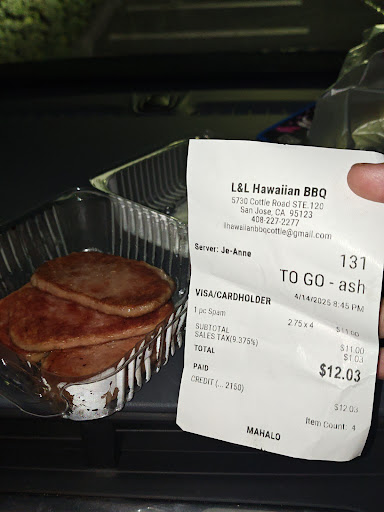 L&L Hawaiian BBQ
5730 Cottle Road STE.120
San Jose, CA 95123
408-227-2277
llhawaiianbbqcottle@gmail.com
Server: Je-Anne 131
TO GO - ash
4/14/2025 8:45 PM
VISA/CARDHOLDER
1 pc Spam 2.75 x 4 $11.00
SUBTOTAL $11.00
SALES TAX(9.375%) $1.03
TOTAL $12.03
PAID
CREDIT (... 2150) $12.03
Item Count: 4
MAHALO